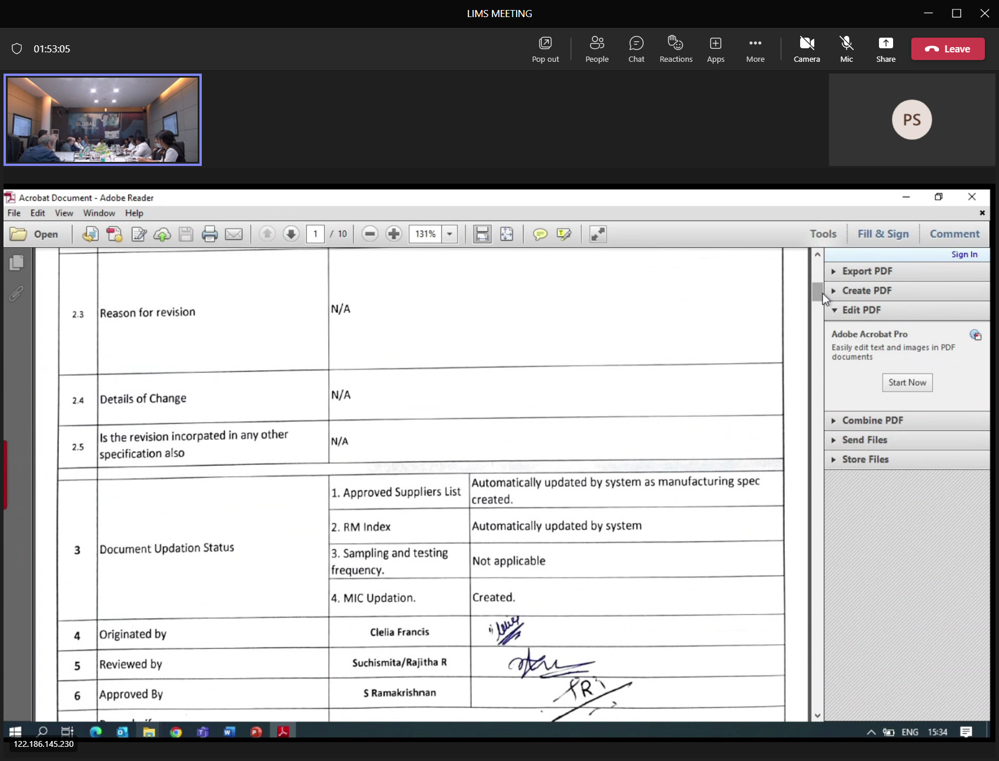 LIMS MEETING
01:53:05
Pop out
People
Chat
Reactions
Apps
More
Camera
Mic
Share
Leave
GLOBAL
PS
Acrobat Document - Adobe Reader
File Edit View Window Help
Open
1 / 10
131%
Tools
Fill & Sign
Comment
Sign In
Export PDF
Create PDF
Edit PDF
Adobe Acrobat Pro
Easily edit text and images in PDF
documents
Start Now
Combine PDF
Send Files
Store Files
2.3 Reason for revision N/A
2.4 Details of Change N/A
2.5 Is the revision incorpated in any other
specification also N/A
3 Document Updation Status
1. Approved Suppliers List
Automatically updated by system as manufacturing spec
created.
2. RM Index
Automatically updated by system
3. Sampling and testing
frequency.
Not applicable
4. MIC Updation.
Created.
4 Originated by Clelia Francis
5 Reviewed by Suchismita/Rajitha R
6 Approved By S Ramakrishnan
ENG 15:34
122.186.145.230